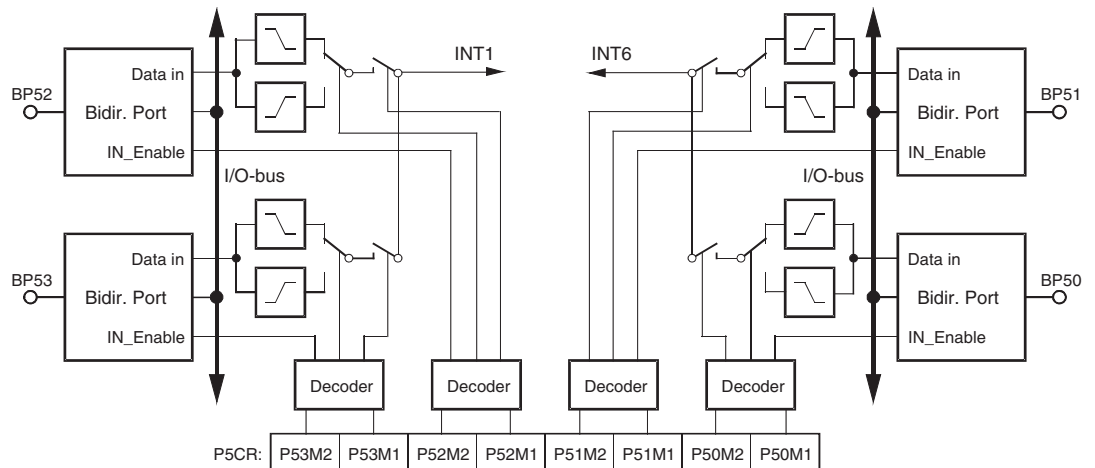 INT1 INT6
Data in Data in
BP52 BP51
Bidir. Port Bidir. Port
IN_Enable IN_Enable
I/O-bus I/O-bus
Data in Data in
BP53 BP50
Bidir. Port Bidir. Port
IN_Enable IN_Enable
Decoder Decoder Decoder Decoder
P5CR: P53M2 P53M1 P52M2 P52M1 P51M2 P51M1 P50M2 P50M1